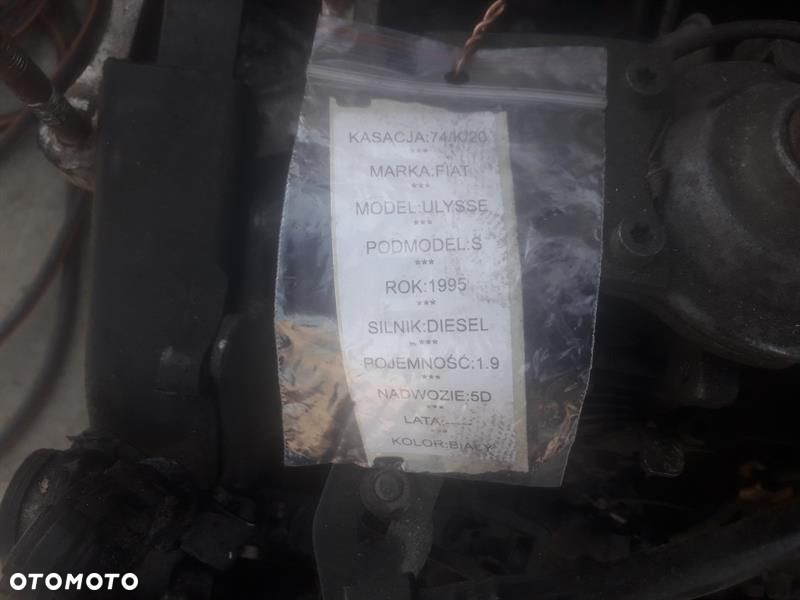 KASACJA:74/K/20
***
MARKA:FIAT
***
MODEL:ULYSSE
***
PODMODEL:S
***
ROK:1995
***
SILNIK:DIESEL
***
POJEMNOŚĆ:1.9
***
NADWOZIE:5D
***
LATA:-----
***
KOLOR:BIAŁY
OTOMOTO